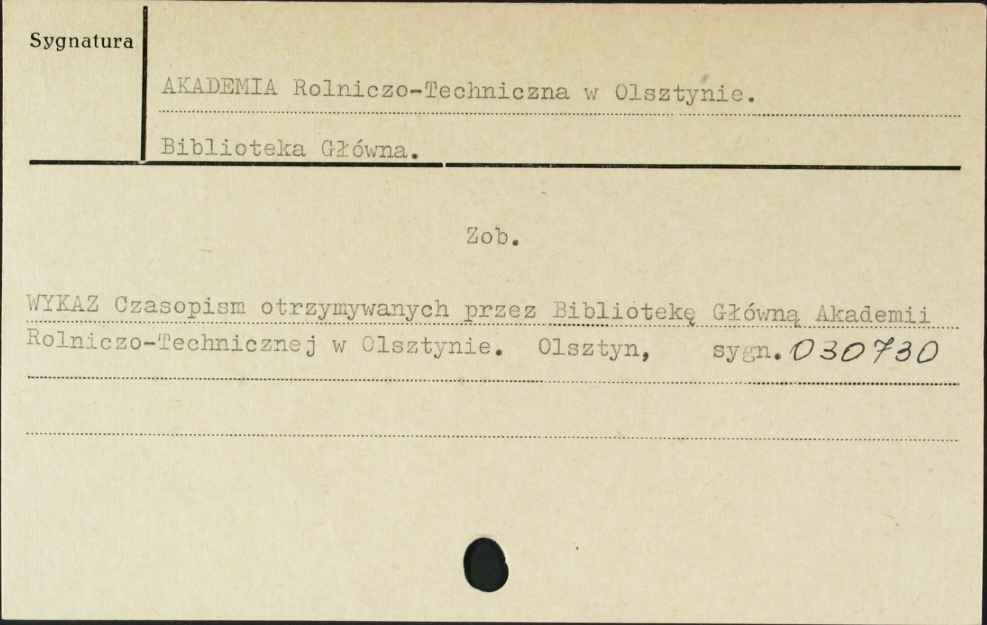 Sygnatura
AKADEMIA Rolniczo-Techniczna w Olsztynie.
Biblioteka Główna.
Zob.
WYKAZ Czasopism otrzymywanych przez Bibliotekę Główną Akademii
Rolniczo-Technicznej w Olsztynie. Olsztyn, sygn. 030730